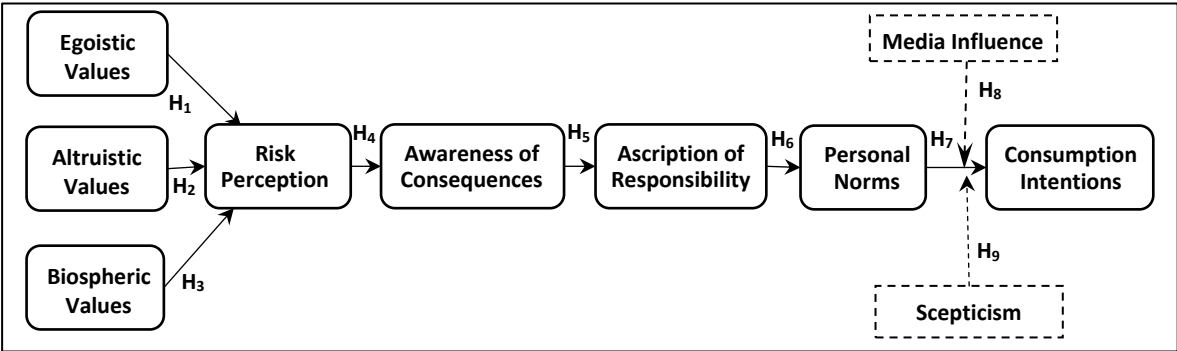 Egoistic
Values
Media Influence
H1
H8
Altruistic
Values
H2
Risk
Perception
H4
Awareness of
Consequences
H5
Ascription of
Responsibility
H6
Personal
Norms
H7
Consumption
Intentions
Biospheric
Values
H3
H9
Scepticism